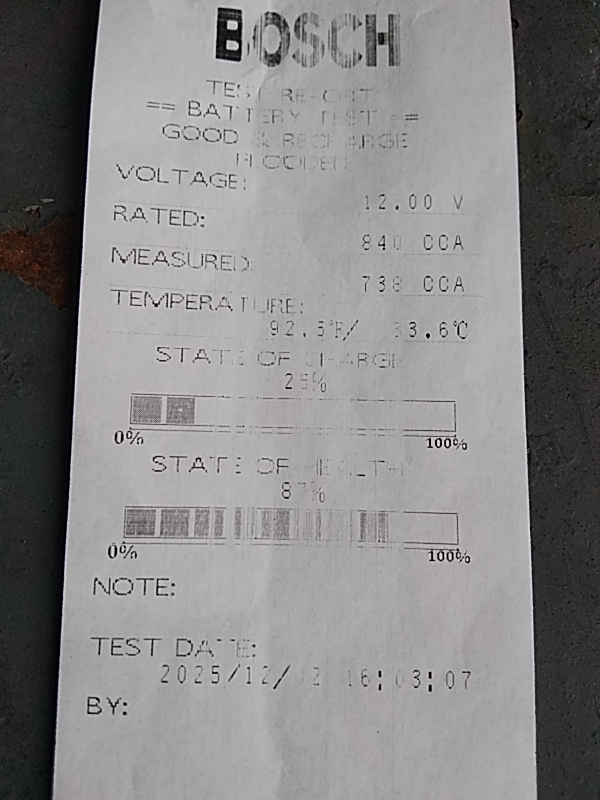 BOSCH
TEST REPORT
== BATTERY TEST ==
GOOD & RECHARGE
FLOODED
VOLTAGE:
12.00 V
RATED:
840 CCA
MEASURED:
738 CCA
TEMPERATURE:
92.5°F/ 33.6°C
STATE OF CHARGE
25%
0% 100%
STATE OF HEALTH
87%
0% 100%
NOTE:
TEST DATE:
2025/12/
BY: